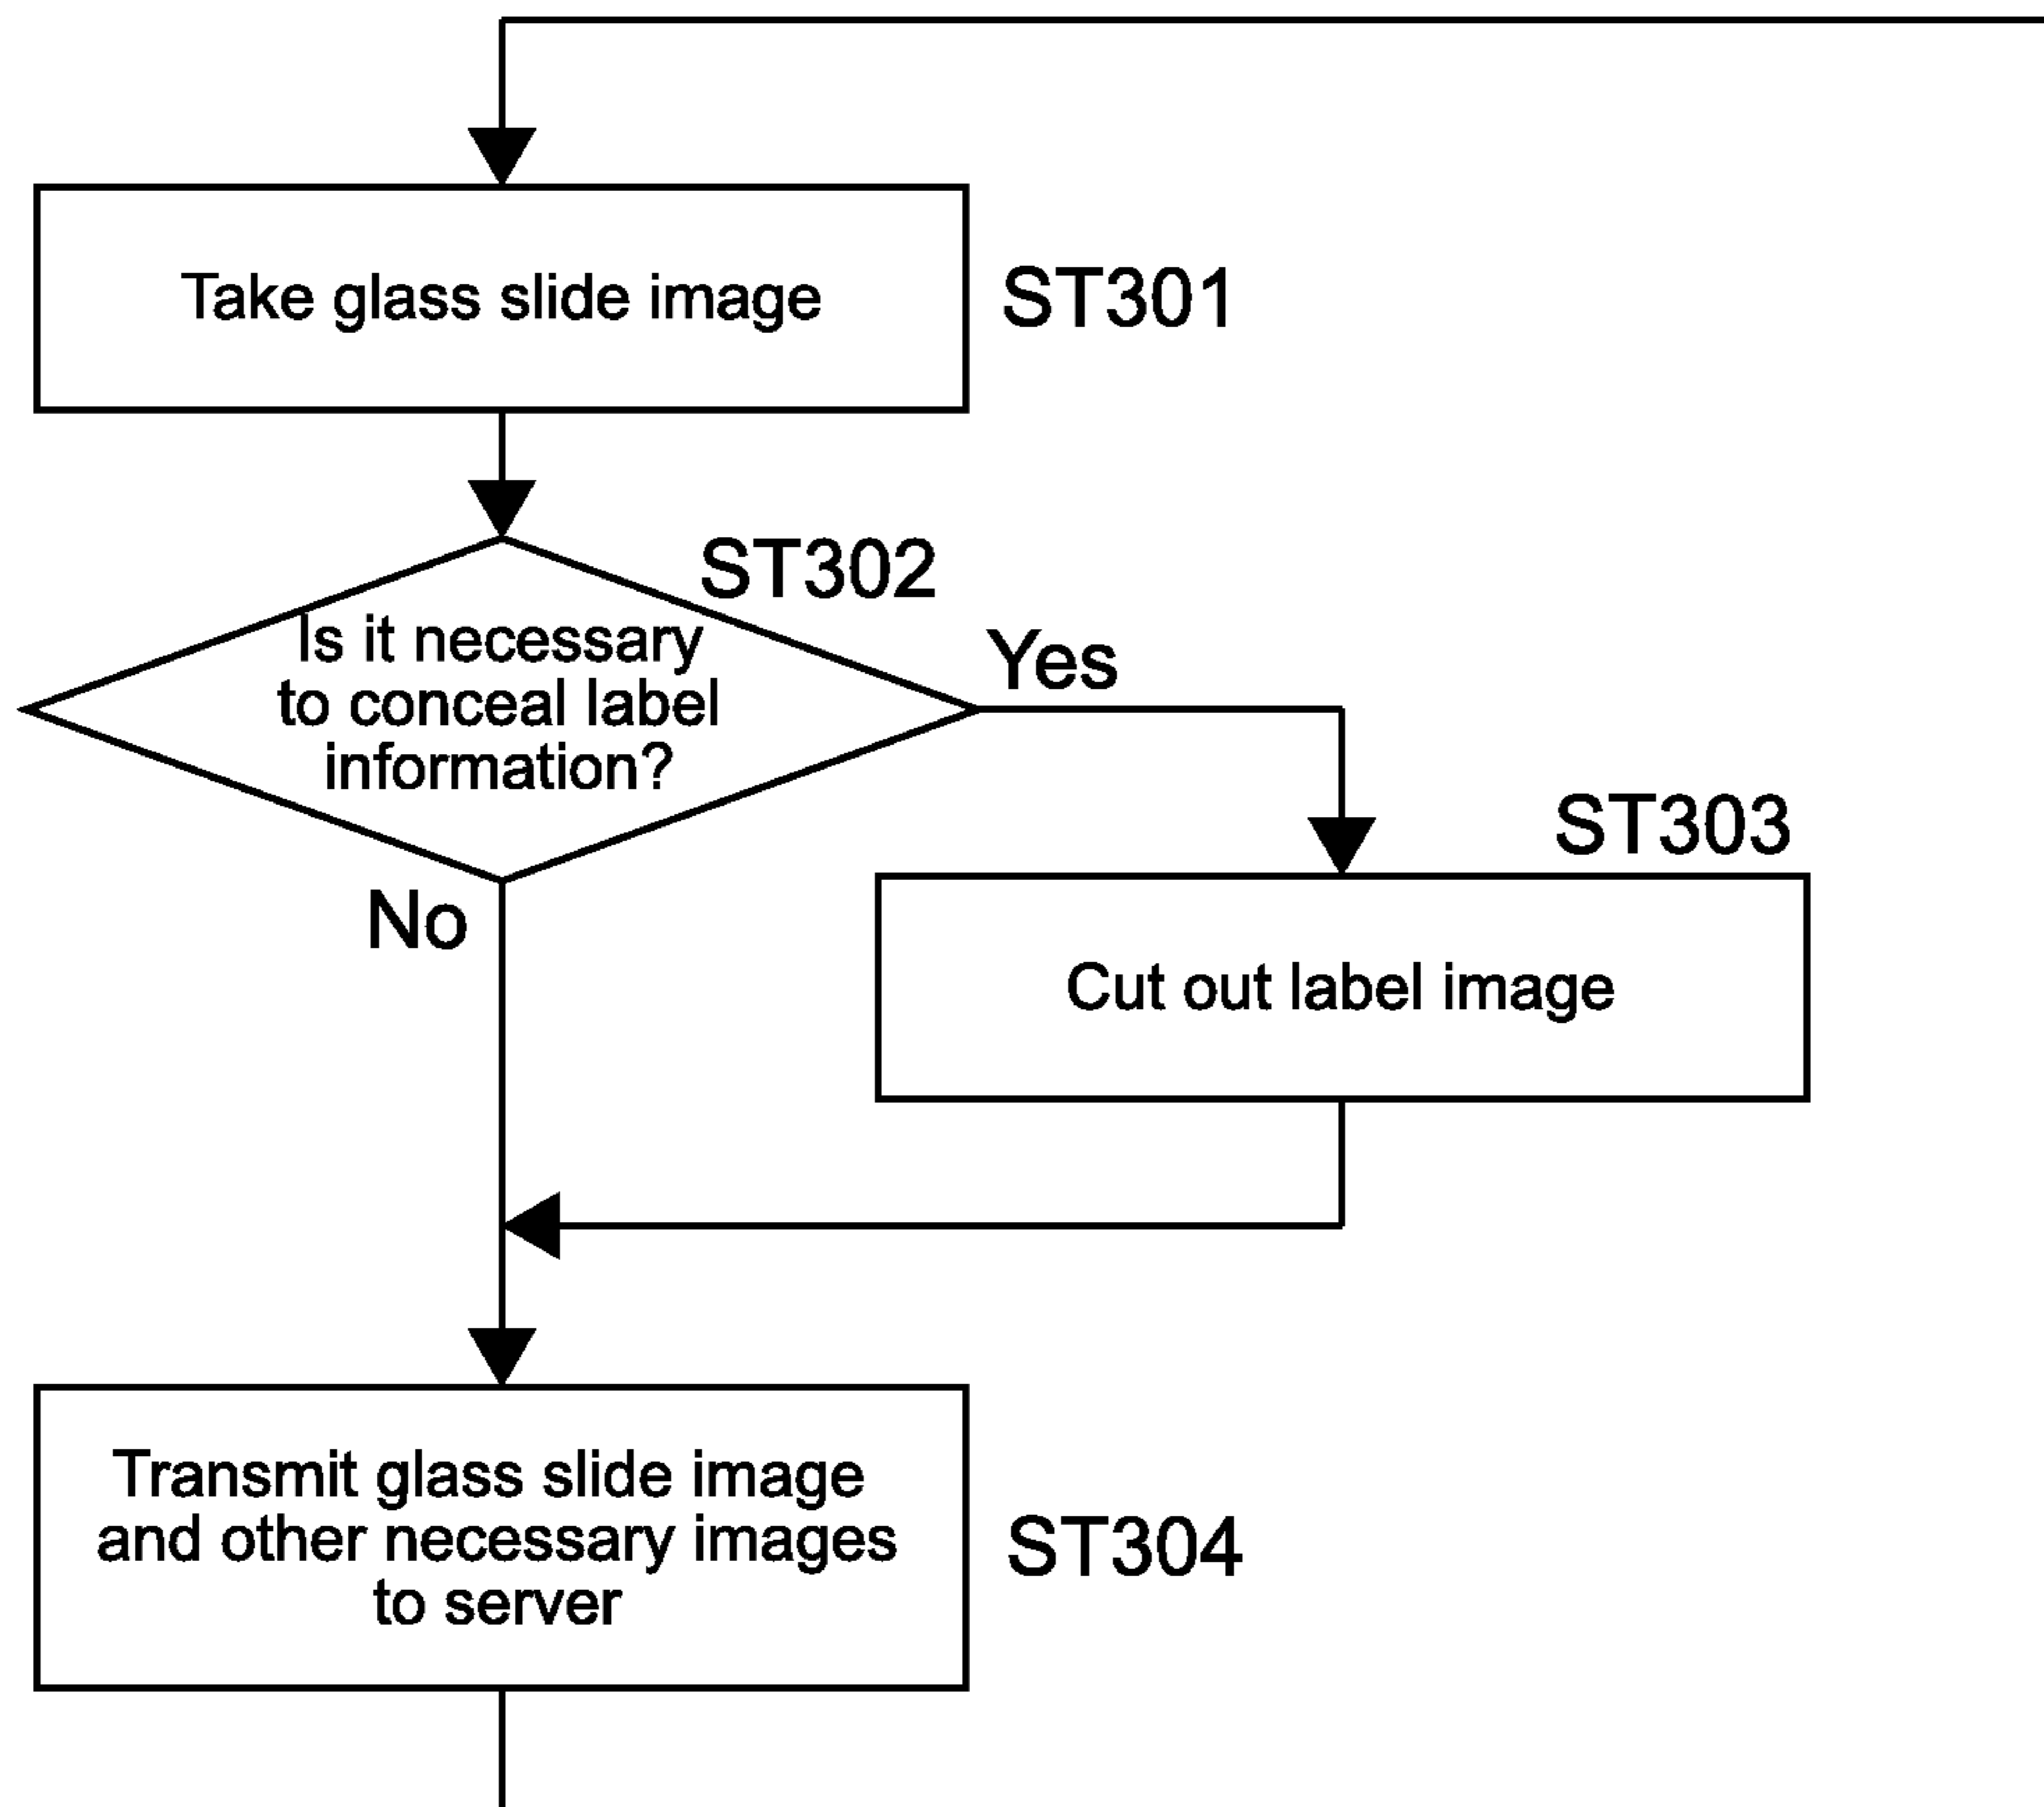 Take glass slide image
ST301
ST302
Is it necessary
to conceal label
information?
Yes
No
ST303
Cut out label image
Transmit glass slide image
and other necessary images
to server
ST304